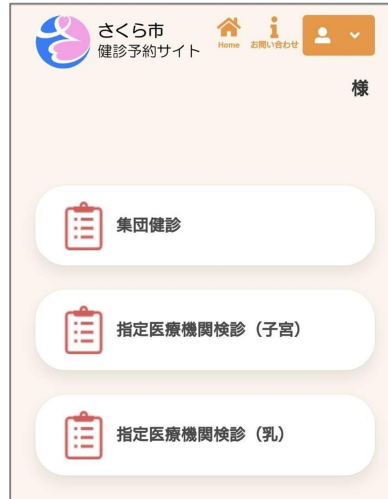 さくら市
健診予約サイト
Home
お問い合わせ
様
集団健診
指定医療機関検診（子宮）
指定医療機関検診（乳）